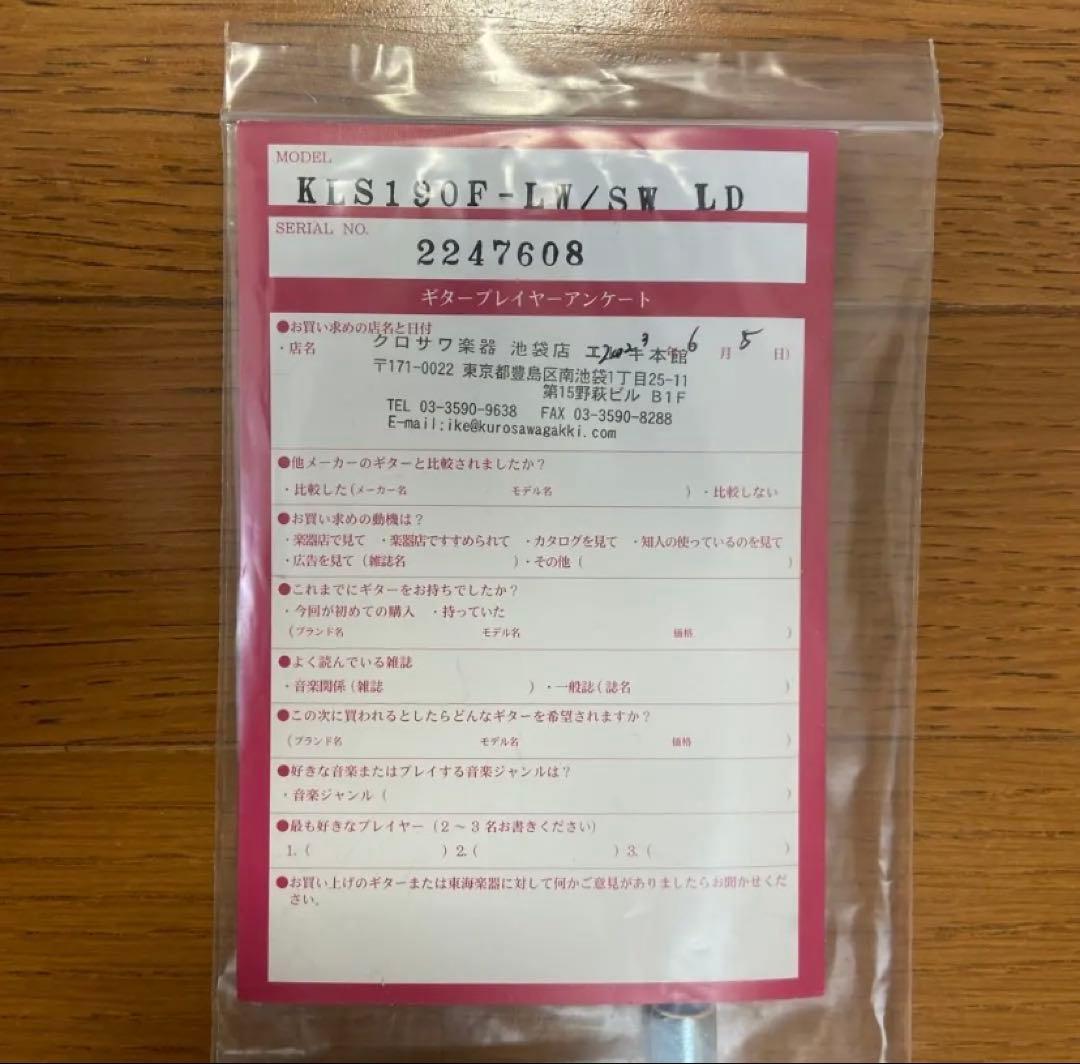 MODEL
KLS190F-LW/SW LD
SERIAL NO.
2247608
ギタープレイヤーアンケート
●お買い求めの店名と日付
・店名 クロサワ楽器 池袋店 エレキ本館 2023 年 6 月 5 日)
〒171-0022 東京都豊島区南池袋1丁目25-11
第15野萩ビル B1F
TEL 03-3590-9638 FAX 03-3590-8288
E-mail:ike@kurosawagakki.com
●他メーカーのギターと比較されましたか?
・比較した(メーカー名 モデル名 )・比較しない
●お買い求めの動機は?
・楽器店で見て ・楽器店ですすめられて ・カタログを見て ・知人の使っているのを見て
・広告を見て(雑誌名 )・その他( )
●これまでにギターをお持ちでしたか?
・今回が初めての購入 ・持っていた
(ブランド名 モデル名 価格 )
●よく読んでいる雑誌
・音楽関係(雑誌 )・一般誌(誌名 )
●この次に買われるとしたらどんなギターを希望されますか?
(ブランド名 モデル名 価格 )
●好きな音楽またはプレイする音楽ジャンルは?
・音楽ジャンル( )
●最も好きなプレイヤー(2〜3名お書きください)
1.( )2.( )3.( )
●お買い上げのギターまたは東海楽器に対して何かご意見がありましたらお聞かせくだ
さい。